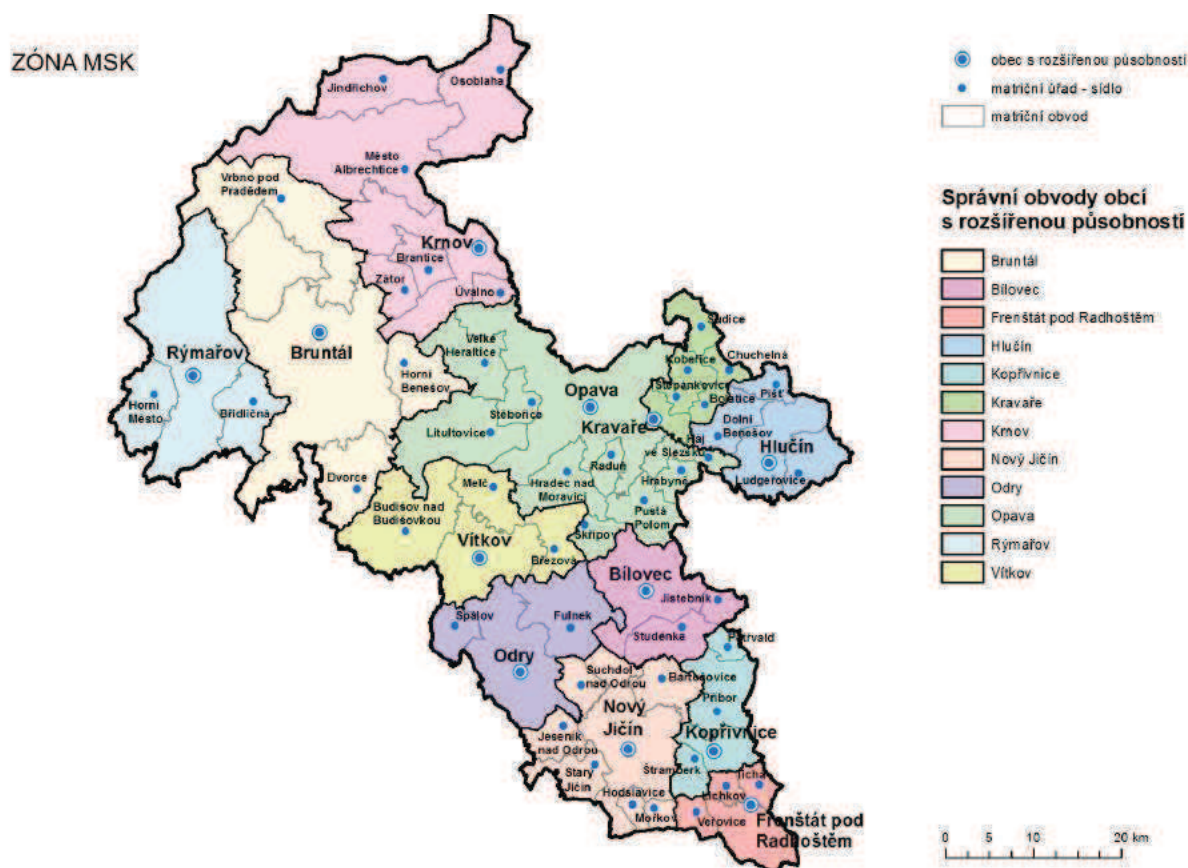 ZÓNA MSK
obec s rozšířenou působností
matriční úřad - sídlo
matriční obvod
Správní obvody obcí
s rozšířenou působností
Bruntál
Bílovec
Frenštát pod Radhoštěm
Hlučín
Kopřivnice
Kravaře
Krnov
Nový Jičín
Odry
Opava
Rýmařov
Vítkov
0 5 10 20 km
Osoblaha
Jindřichov
Město
Albrechtice
Vrbno pod
Pradědem
Krnov
Brantice
Zátor
Úvalno
Sudice
Velké
Heraltice
Kobeřice
Chuchelná
Rýmařov
Bruntál
Horní
Benešov
Opava
Štěpánkovice
Bolatice
Píšť
Horní
Město
Břidličná
Stěbořice
Kravaře
Dolní
Benešov
Litultovice
Háj
ve Slezsku
Hlučín
Raduň
Dvorce
Melč
Hradec nad
Moravicí
Hrabyně
Ludgeřovice
Budišov nad
Budišovkou
Pustá
Polom
Skřipov
Vítkov
Březová
Bílovec
Jistebník
Spálov
Fulnek
Studénka
Petřvald
Odry
Suchdol
nad Odrou
Bartošovice
Příbor
Nový
Jičín
Jeseník
nad Odrou
Kopřivnice
Starý
Jičín
Štramberk
Tichá
Hodslavice
Lichkov
Mořkov
Veřovice
Frenštát pod
Radhoštěm